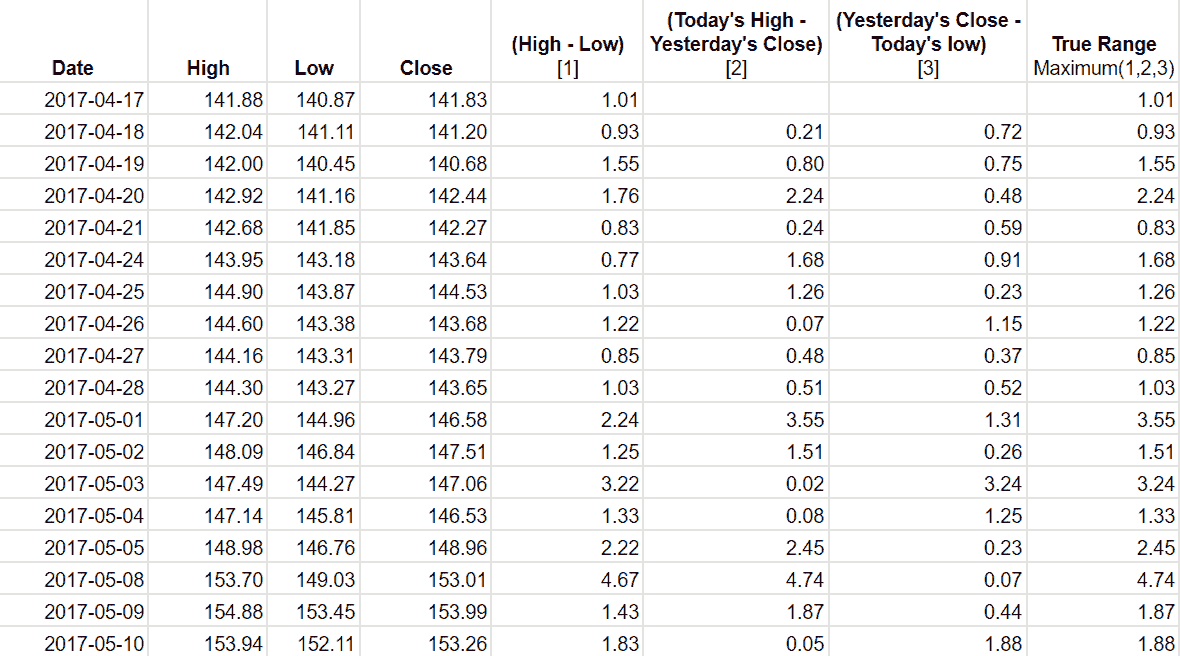 Date High Low Close (High - Low) [1] (Today's High - Yesterday's Close) [2] (Yesterday's Close - Today's low) [3] True Range Maximum(1,2,3)
2017-04-17 141.88 140.87 141.83 1.01 1.01
2017-04-18 142.04 141.11 141.20 0.93 0.21 0.72 0.93
2017-04-19 142.00 140.45 140.68 1.55 0.80 0.75 1.55
2017-04-20 142.92 141.16 142.44 1.76 2.24 0.48 2.24
2017-04-21 142.68 141.85 142.27 0.83 0.24 0.59 0.83
2017-04-24 143.95 143.18 143.64 0.77 1.68 0.91 1.68
2017-04-25 144.90 143.87 144.53 1.03 1.26 0.23 1.26
2017-04-26 144.60 143.38 143.68 1.22 0.07 1.15 1.22
2017-04-27 144.16 143.31 143.79 0.85 0.48 0.37 0.85
2017-04-28 144.30 143.27 143.65 1.03 0.51 0.52 1.03
2017-05-01 147.20 144.96 146.58 2.24 3.55 1.31 3.55
2017-05-02 148.09 146.84 147.51 1.25 1.51 0.26 1.51
2017-05-03 147.49 144.27 147.06 3.22 0.02 3.24 3.24
2017-05-04 147.14 145.81 146.53 1.33 0.08 1.25 1.33
2017-05-05 148.98 146.76 148.96 2.22 2.45 0.23 2.45
2017-05-08 153.70 149.03 153.01 4.67 4.74 0.07 4.74
2017-05-09 154.88 153.45 153.99 1.43 1.87 0.44 1.87
2017-05-10 153.94 152.11 153.26 1.83 0.05 1.88 1.88